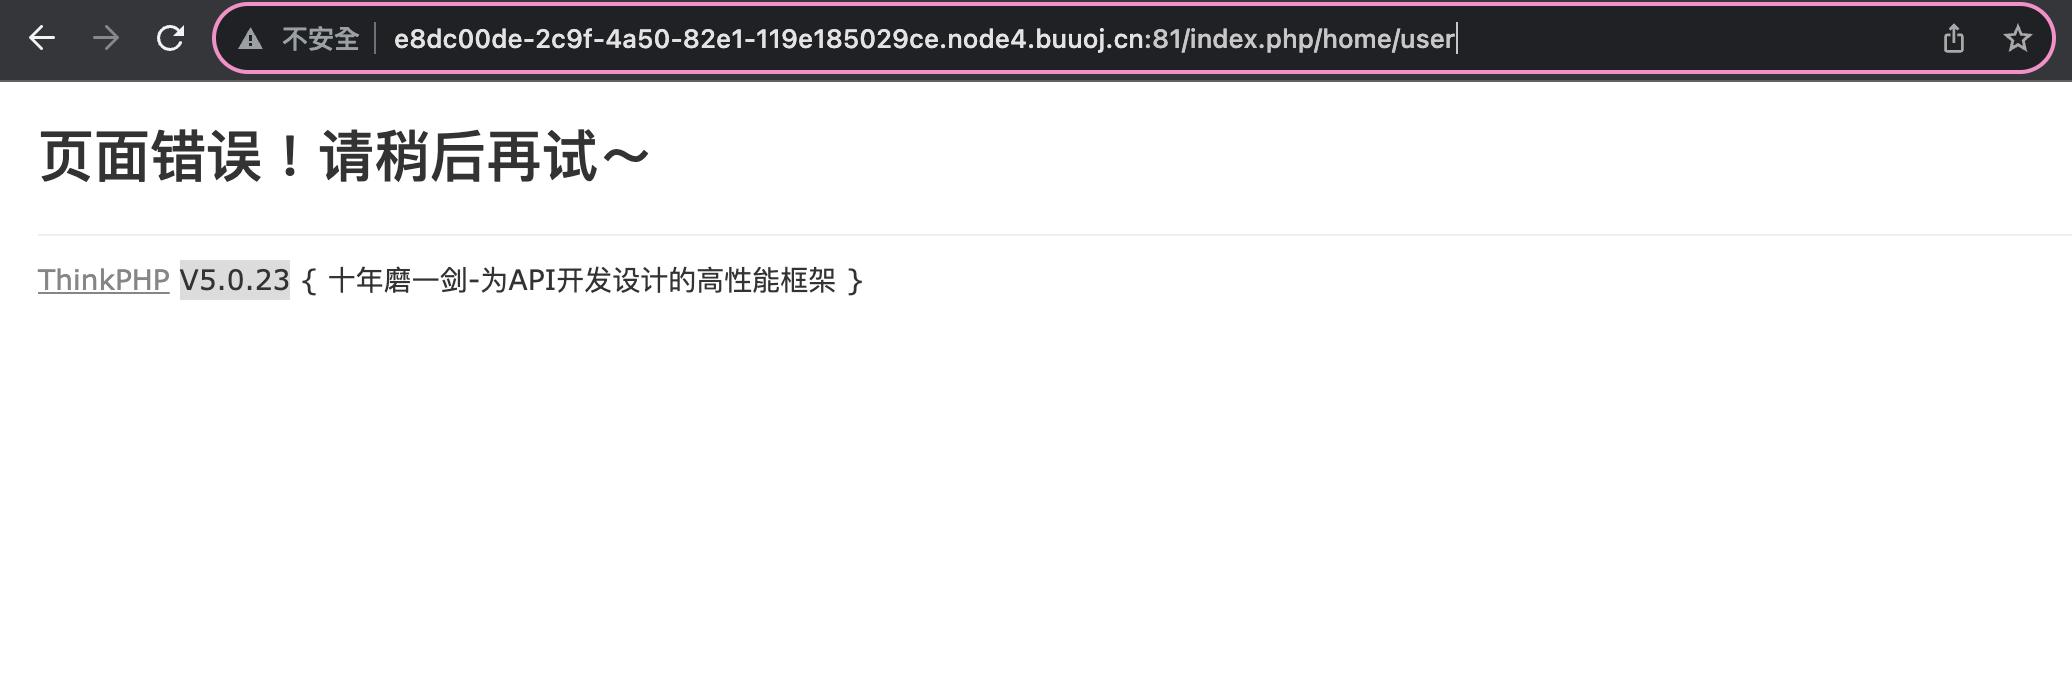 不安全 e8dc00de-2c9f-4a50-82e1-119e185029ce.node4.buuoj.cn:81/index.php/home/user
页面错误！请稍后再试～
ThinkPHP V5.0.23 { 十年磨一剑-为API开发设计的高性能框架 }